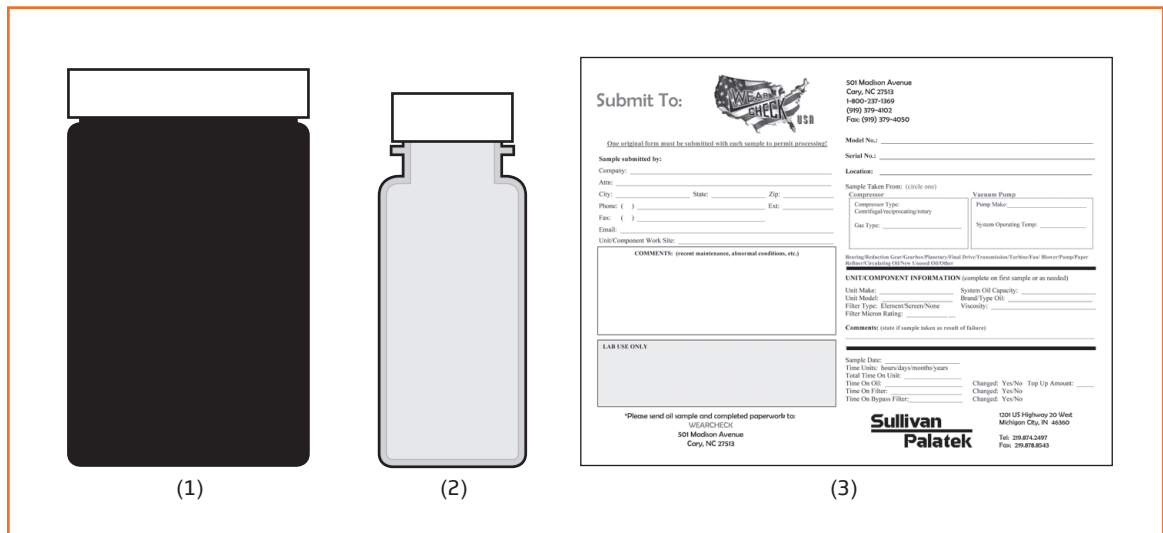 Submit To:
WEAR
CHECK
USA
One original form must be submitted with each sample to permit processing!
Sample submitted by:
Company:
Attn:
City: State: Zip:
Phone: ( ) Ext:
Fax: ( )
Email:
Unit/Component Work Site:
COMMENTS: (recent maintenance, abnormal conditions, etc.)
LAB USE ONLY
*Please send oil sample and completed paperwork to:
WEARCHECK
501 Madison Avenue
Cary, NC 27513
501 Madison Avenue
Cary, NC 27513
1-800-237-1369
(919) 379-4102
Fax: (919) 379-4050
Model No.:
Serial No.:
Location:
Sample Taken From: (circle one)
Compressor Vacuum Pump
Compressor Type: Pump Make:
Centrifugal/reciprocating/rotary
Gas Type: System Operating Temp:
Bearing/Reduction Gear/Gearbox/Planetary/Final Drive/Transmission/Turbine/Fan/ Blower/Pump/Paper
Refiner/Circulating Oil/New Unused Oil/Other
UNIT/COMPONENT INFORMATION (complete on first sample or as needed)
Unit Make: System Oil Capacity:
Unit Model: Brand/Type Oil:
Filter Type: Element/Screen/None Viscosity:
Filter Micron Rating:
Comments: (state if sample taken as result of failure)
Sample Date:
Time Units: hours/days/months/years
Total Time On Unit:
Time On Oil: Changed: Yes/No Top Up Amount:
Time On Filter: Changed: Yes/No
Time On Bypass Filter: Changed: Yes/No
Sullivan
Palatek
1201 US Highway 20 West
Michigan City, IN 46360
Tel: 219.874.2497
Fax: 219.878.8543
(1) (2) (3)